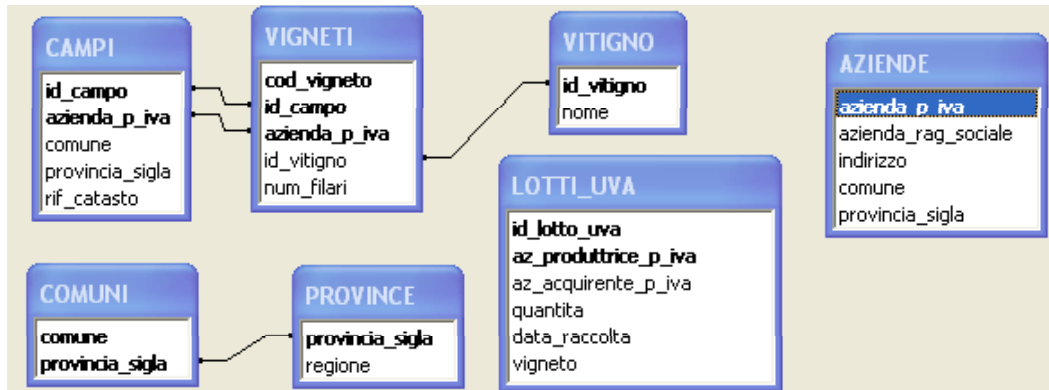 CAMPI
id_campo
azienda_p_iva
comune
provincia_sigla
rif_catasto
VIGNETI
cod_vigneto
id_campo
azienda_p_iva
id_vitigno
num_filari
VITIGNO
id_vitigno
nome
AZIENDE
azienda_p_iva
azienda_rag_sociale
indirizzo
comune
provincia_sigla
COMUNI
comune
provincia_sigla
PROVINCE
provincia_sigla
regione
LOTTI_UVA
id_lotto_uva
az_produttrice_p_iva
az_acquirente_p_iva
quantita
data_raccolta
vigneto